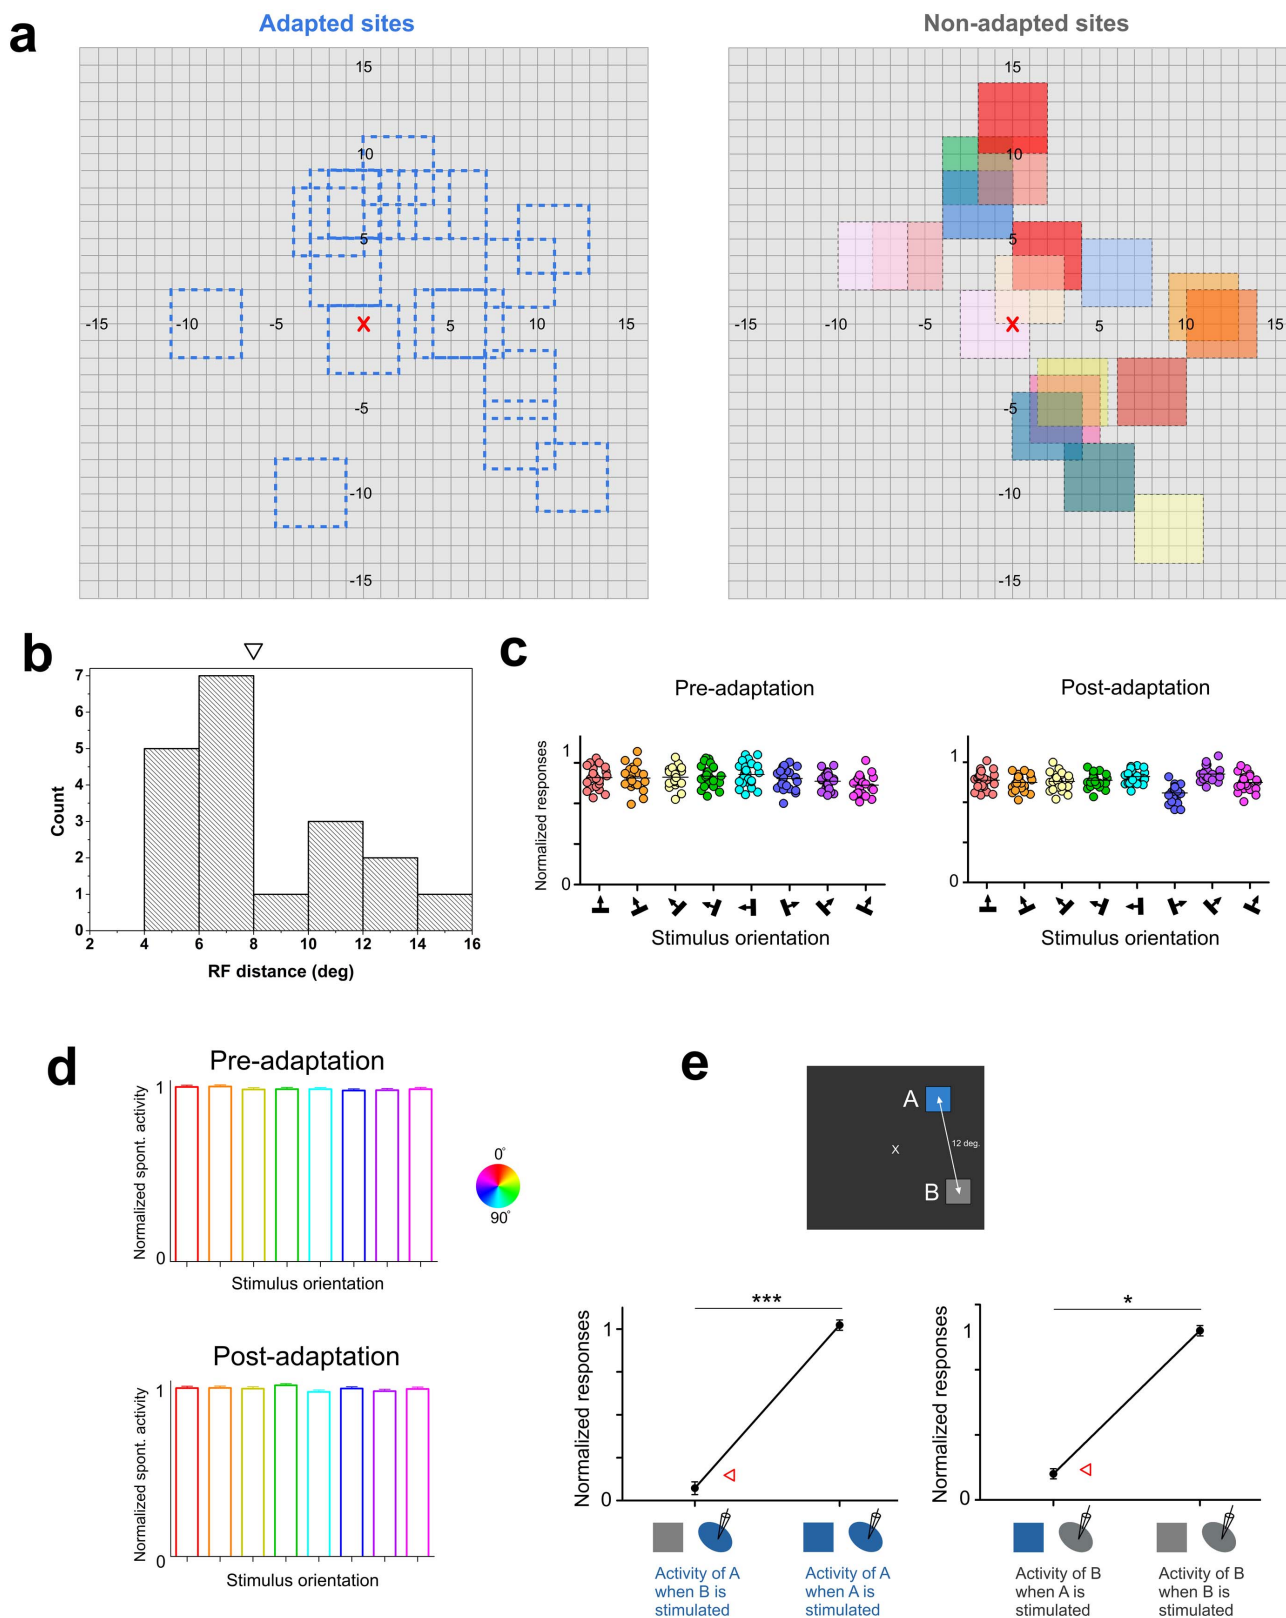 a
Adapted sites
Non-adapted sites
15
10
5
-15 -10 -5 X 5 10 15
-5
-10
-15
15
10
5
-15 -10 -5 X 5 10 15
-5
-10
-15
b
Count
7
6
5
4
3
2
1
0
2 4 6 8 10 12 14 16
RF distance (deg)
c
Pre-adaptation
Normalized responses
1
0
Stimulus orientation
Post-adaptation
1
0
Stimulus orientation
d
Pre-adaptation
Normalized spont. activity
1
0
Stimulus orientation
0°
90°
Post-adaptation
Normalized spont. activity
1
0
Stimulus orientation
e
A
12 deg.
X
B
***
Normalized responses
1
0
Activity of A
when B is
stimulated
Activity of A
when A is
stimulated
*
Normalized responses
1
0
Activity of B
when A is
stimulated
Activity of B
when B is
stimulated